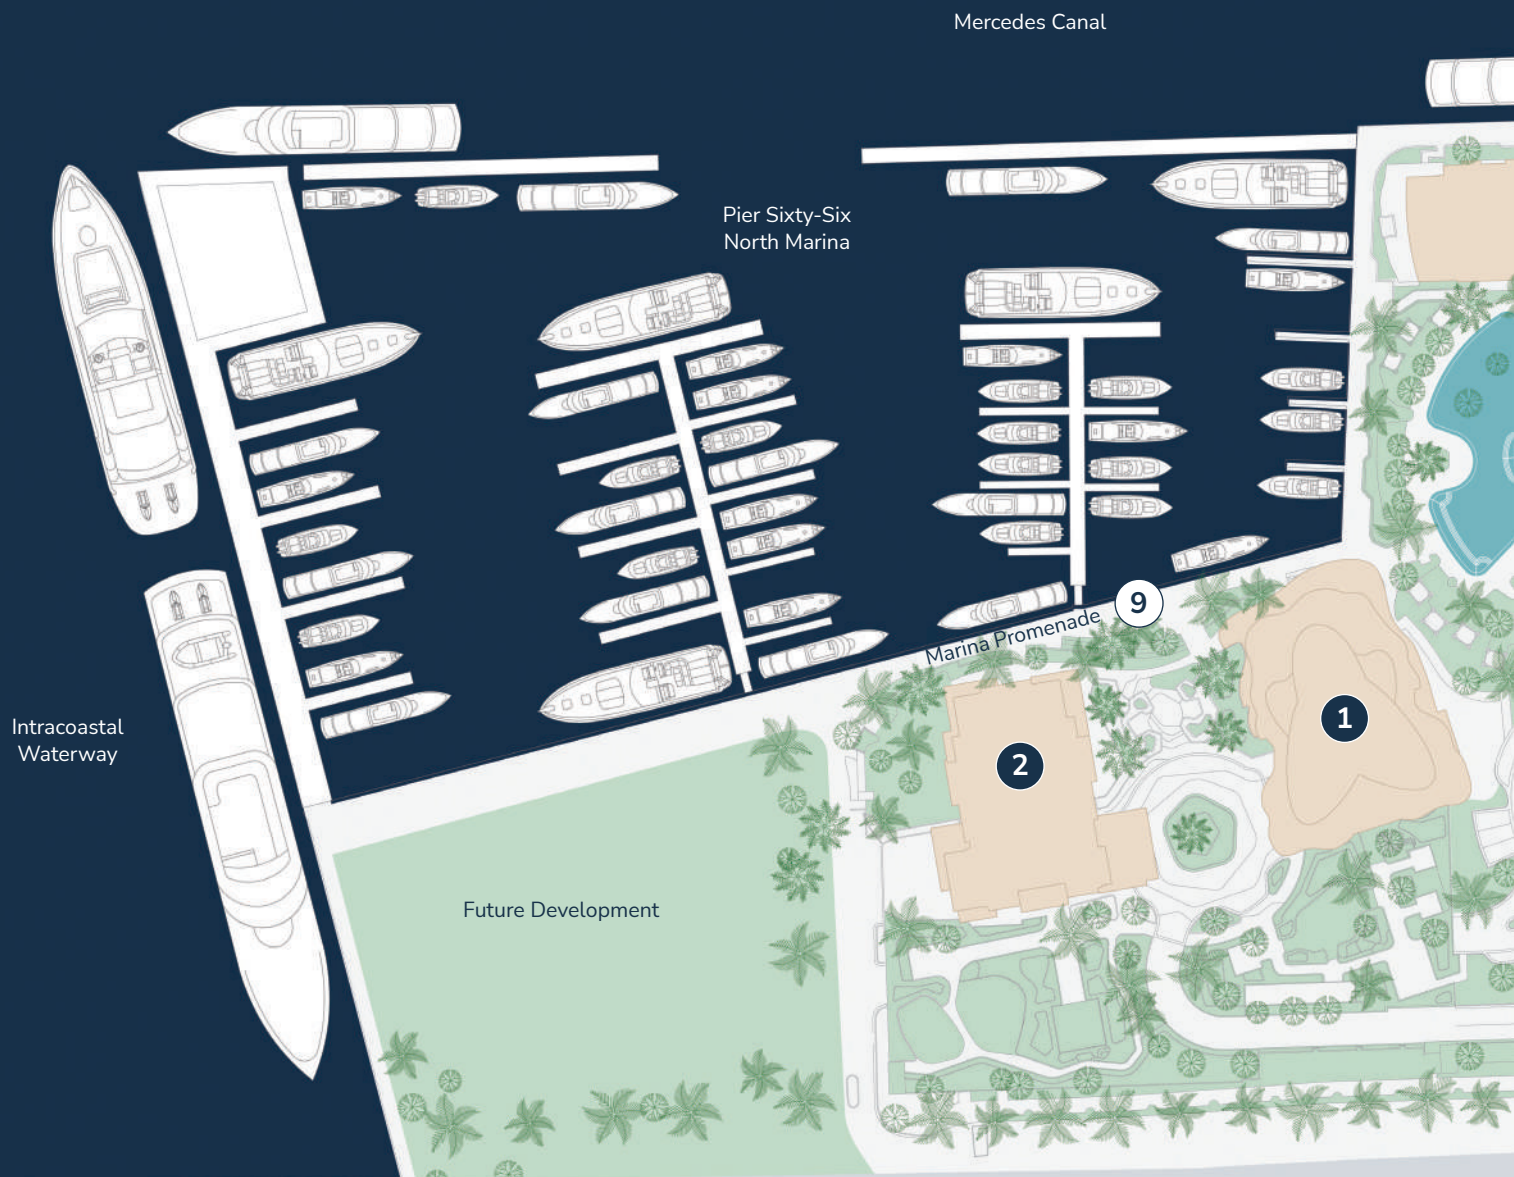 Mercedes Canal
Pier Sixty-Six
North Marina
9
Marina Promenade
1
2
Intracoastal
Waterway
Future Development